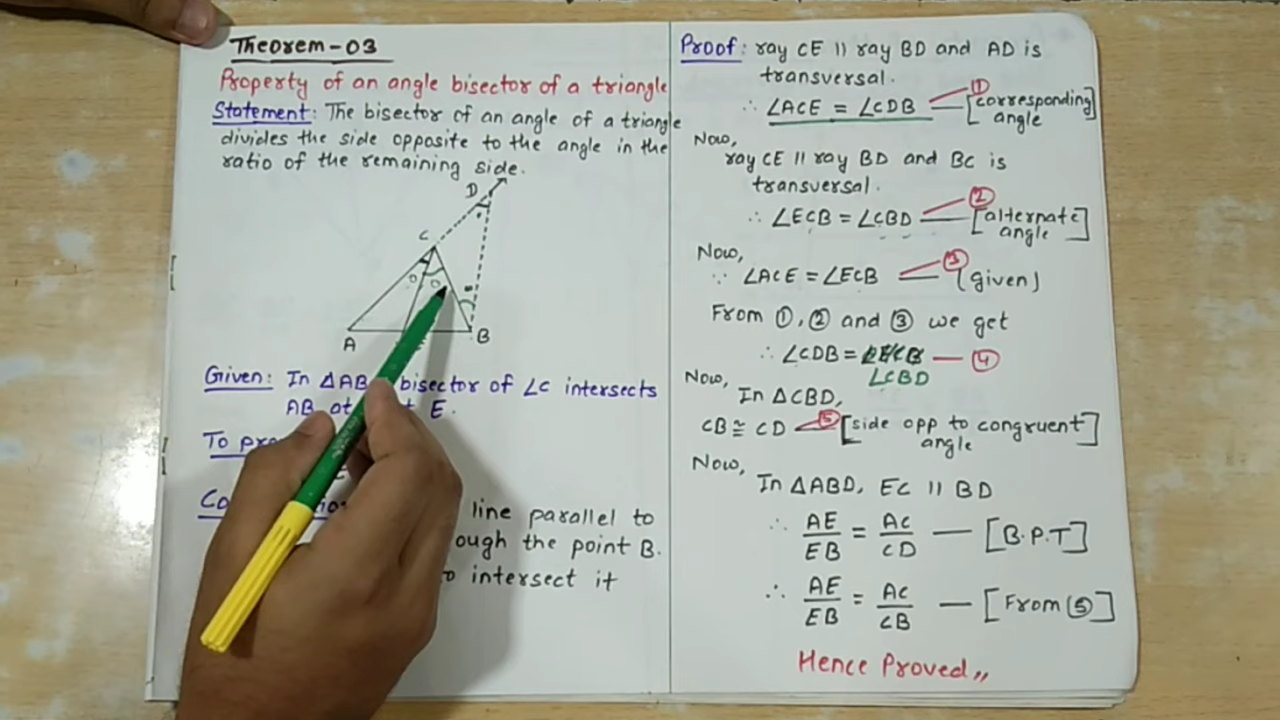 Theorem-03
Property of an angle bisector of a triangle
Statement: The bisector of an angle of a triangle
divides the side opposite to the angle in the
ratio of the remaining side.
D
C
A
B
Given: In △AB bisector of ∠C intersects
AB at E.
To
line parallel to
the point B.
intersect it
Proof: ray CE || ray BD and AD is
transversal.
∴ ∠ACE = ∠CDB — ① [corresponding
angle]
Now,
ray CE || ray BD and BC is
transversal.
∴ ∠ECB = ∠CBD — ② [alternate
angle]
Now,
∵ ∠ACE = ∠ECB — ③ (given)
From ①, ② and ③ we get
∴ ∠CDB = — ④
∠CBD
Now,
In △CBD,
CB ≅ CD — ⑤ [side opp to congruent
angle]
Now,
In △ABD, EC || BD
∴ AE/EB = AC/CD — [B.P.T]
∴ AE/EB = AC/CB — [From ⑤]
Hence Proved,,